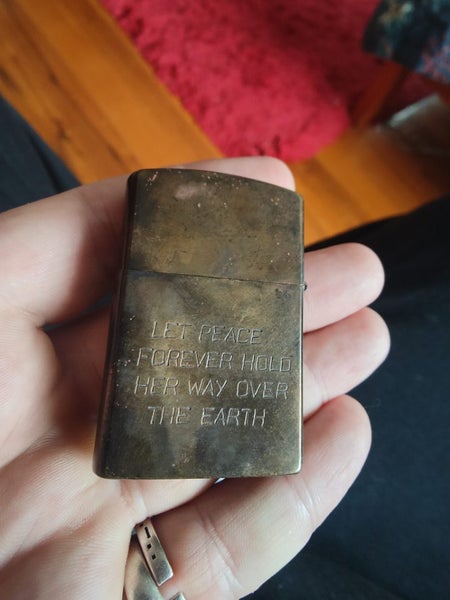 LET PEACE
FOREVER HOLD
HER WAY OVER
THE EARTH